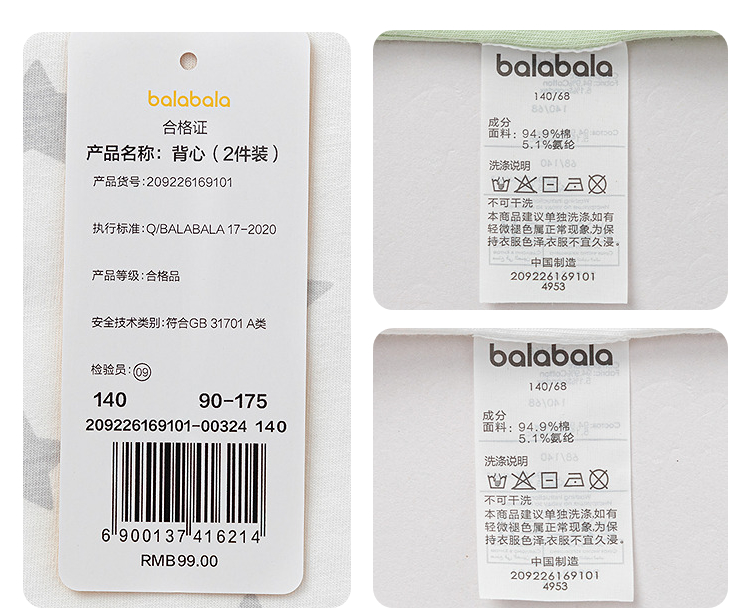 balabala
合格证
产品名称：背心（2件装）
产品货号：209226169101
执行标准：Q/BALABALA 17-2020
产品等级：合格品
安全技术类别：符合GB 31701 A类
检验员：09
140 90-175
209226169101-00324 140
6 900137 416214
RMB99.00
balabala
140/68
成分
面料：94.9%棉
5.1%氨纶
洗涤说明
不可干洗
本商品建议单独洗涤，如有
轻微褪色属正常现象，为保
持衣服色泽，衣服不宜久浸。
中国制造
209226169101
4953
balabala
140/68
成分
面料：94.9%棉
5.1%氨纶
洗涤说明
不可干洗
本商品建议单独洗涤，如有
轻微褪色属正常现象，为保
持衣服色泽，衣服不宜久浸。
中国制造
209226169101
4953